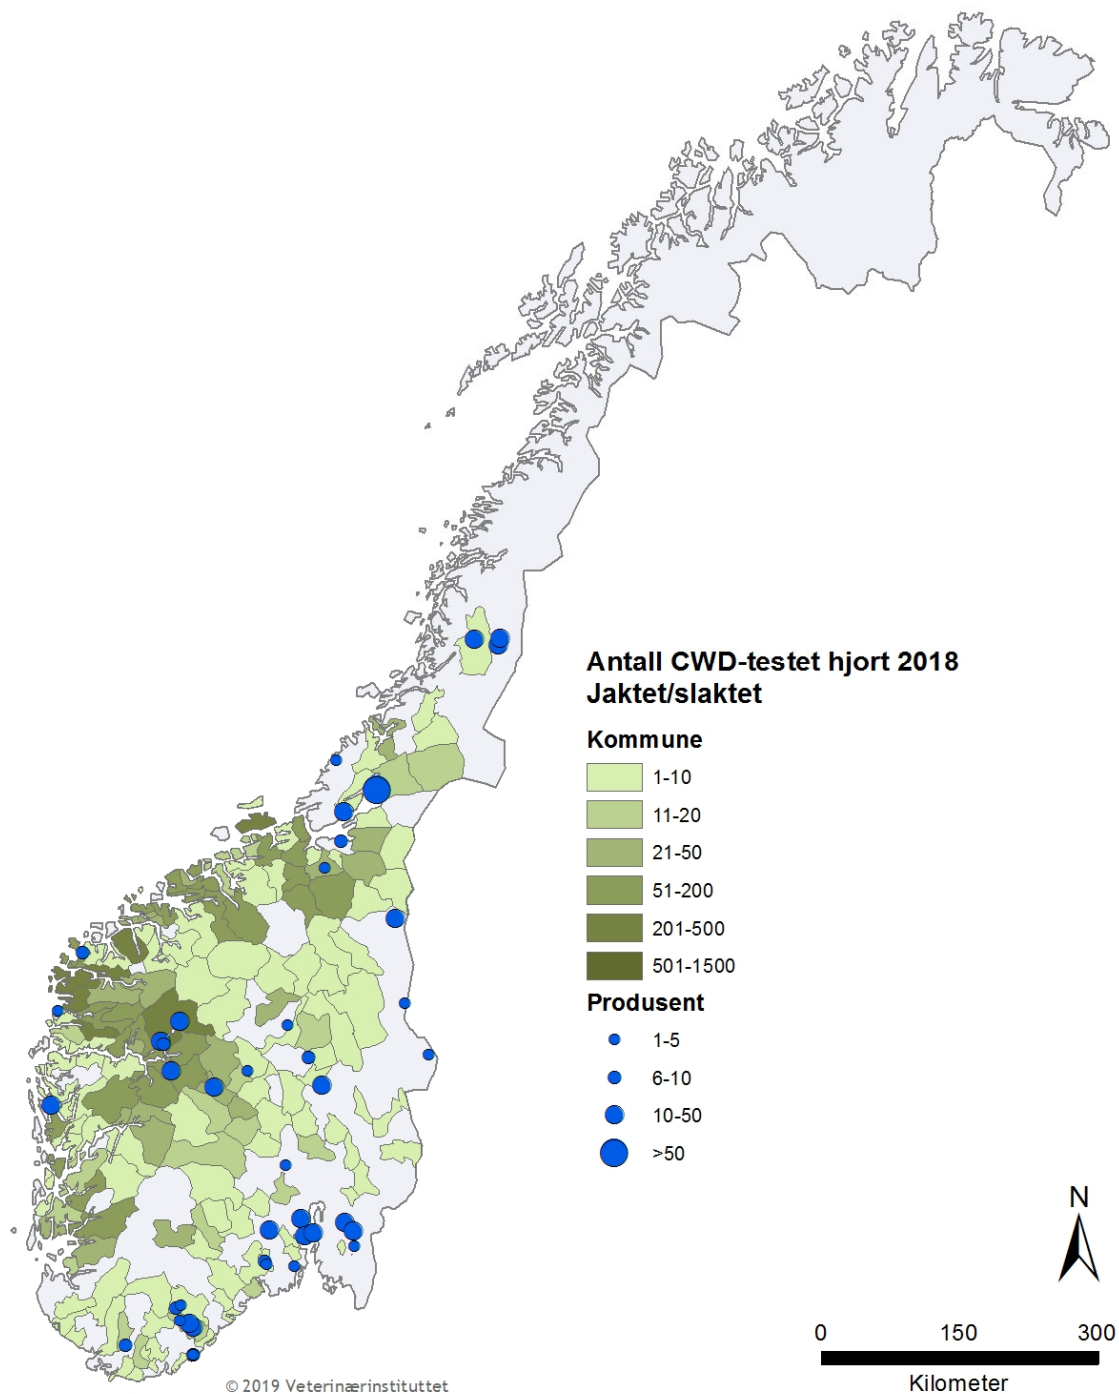 Antall CWD-testet hjort 2018
Jaktet/slaktet
Kommune
1-10
11-20
21-50
51-200
201-500
501-1500
Produsent
1-5
6-10
10-50
>50
N
0 150 300
Kilometer
© 2019 Veterinærinstituttet